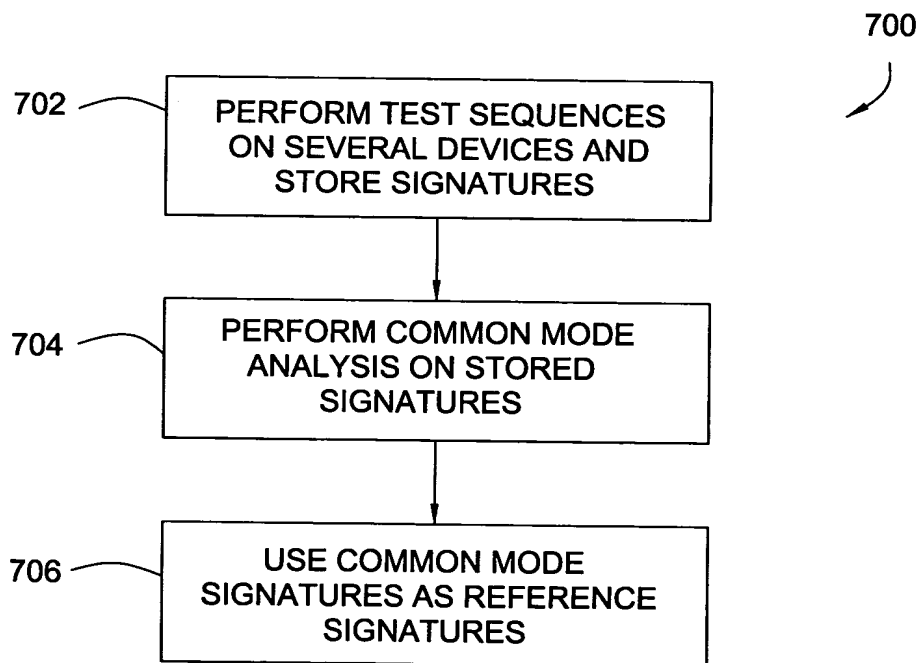 700
702
PERFORM TEST SEQUENCES
ON SEVERAL DEVICES AND
STORE SIGNATURES
704
PERFORM COMMON MODE
ANALYSIS ON STORED
SIGNATURES
706
USE COMMON MODE
SIGNATURES AS REFERENCE
SIGNATURES